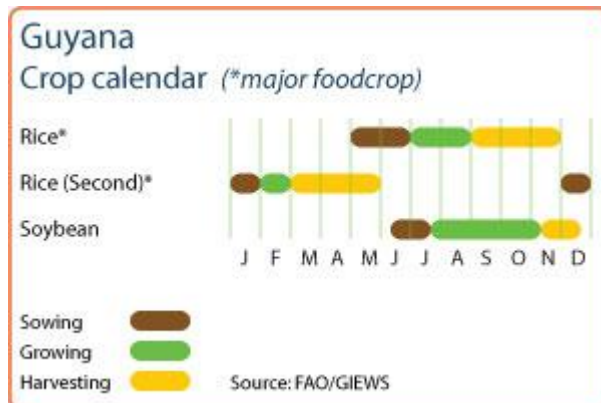 Guyana
Crop calendar (*major foodcrop)
Rice*
Rice (Second)*
Soybean
J F M A M J J A S O N D
Sowing
Growing
Harvesting
Source: FAO/GIEWS